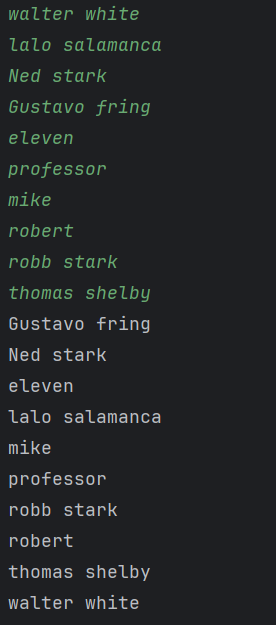 walter white
lalo salamanca
Ned stark
Gustavo fring
eleven
professor
mike
robert
robb stark
thomas shelby
Gustavo fring
Ned stark
eleven
lalo salamanca
mike
professor
robb stark
robert
thomas shelby
walter white